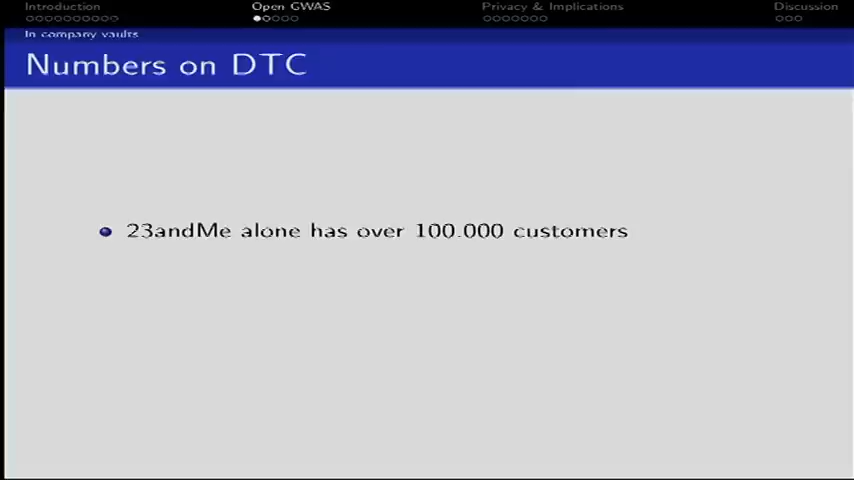 Introduction
Open GWAS
Privacy & Implications
Discussion
In company vaults
Numbers on DTC
23andMe alone has over 100.000 customers